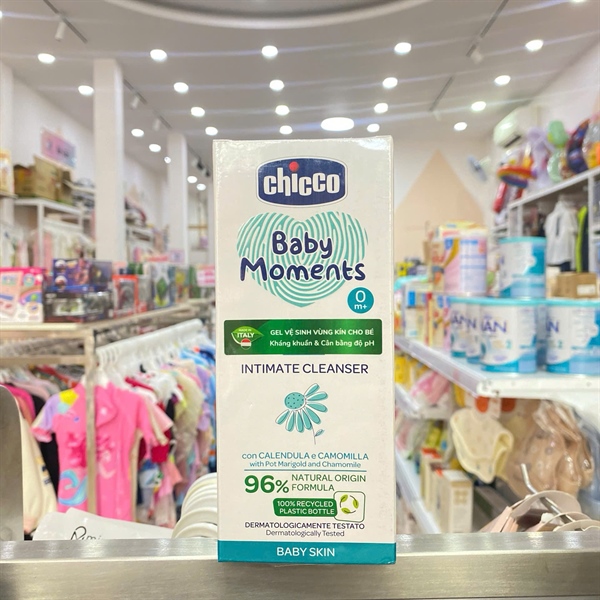 chicco
Baby
Moments
0
m+
MADE IN
ITALY
GEL VỆ SINH VÙNG KÍN CHO BÉ
Kháng khuẩn & Cân bằng độ pH
INTIMATE CLEANSER
con CALENDULA e CAMOMILLA
with Pot Marigold and Chamomile
96% NATURAL ORIGIN
FORMULA
100% RECYCLED
PLASTIC BOTTLE
DERMATOLOGICAMENTE TESTATO
Dermatologically Tested
BABY SKIN